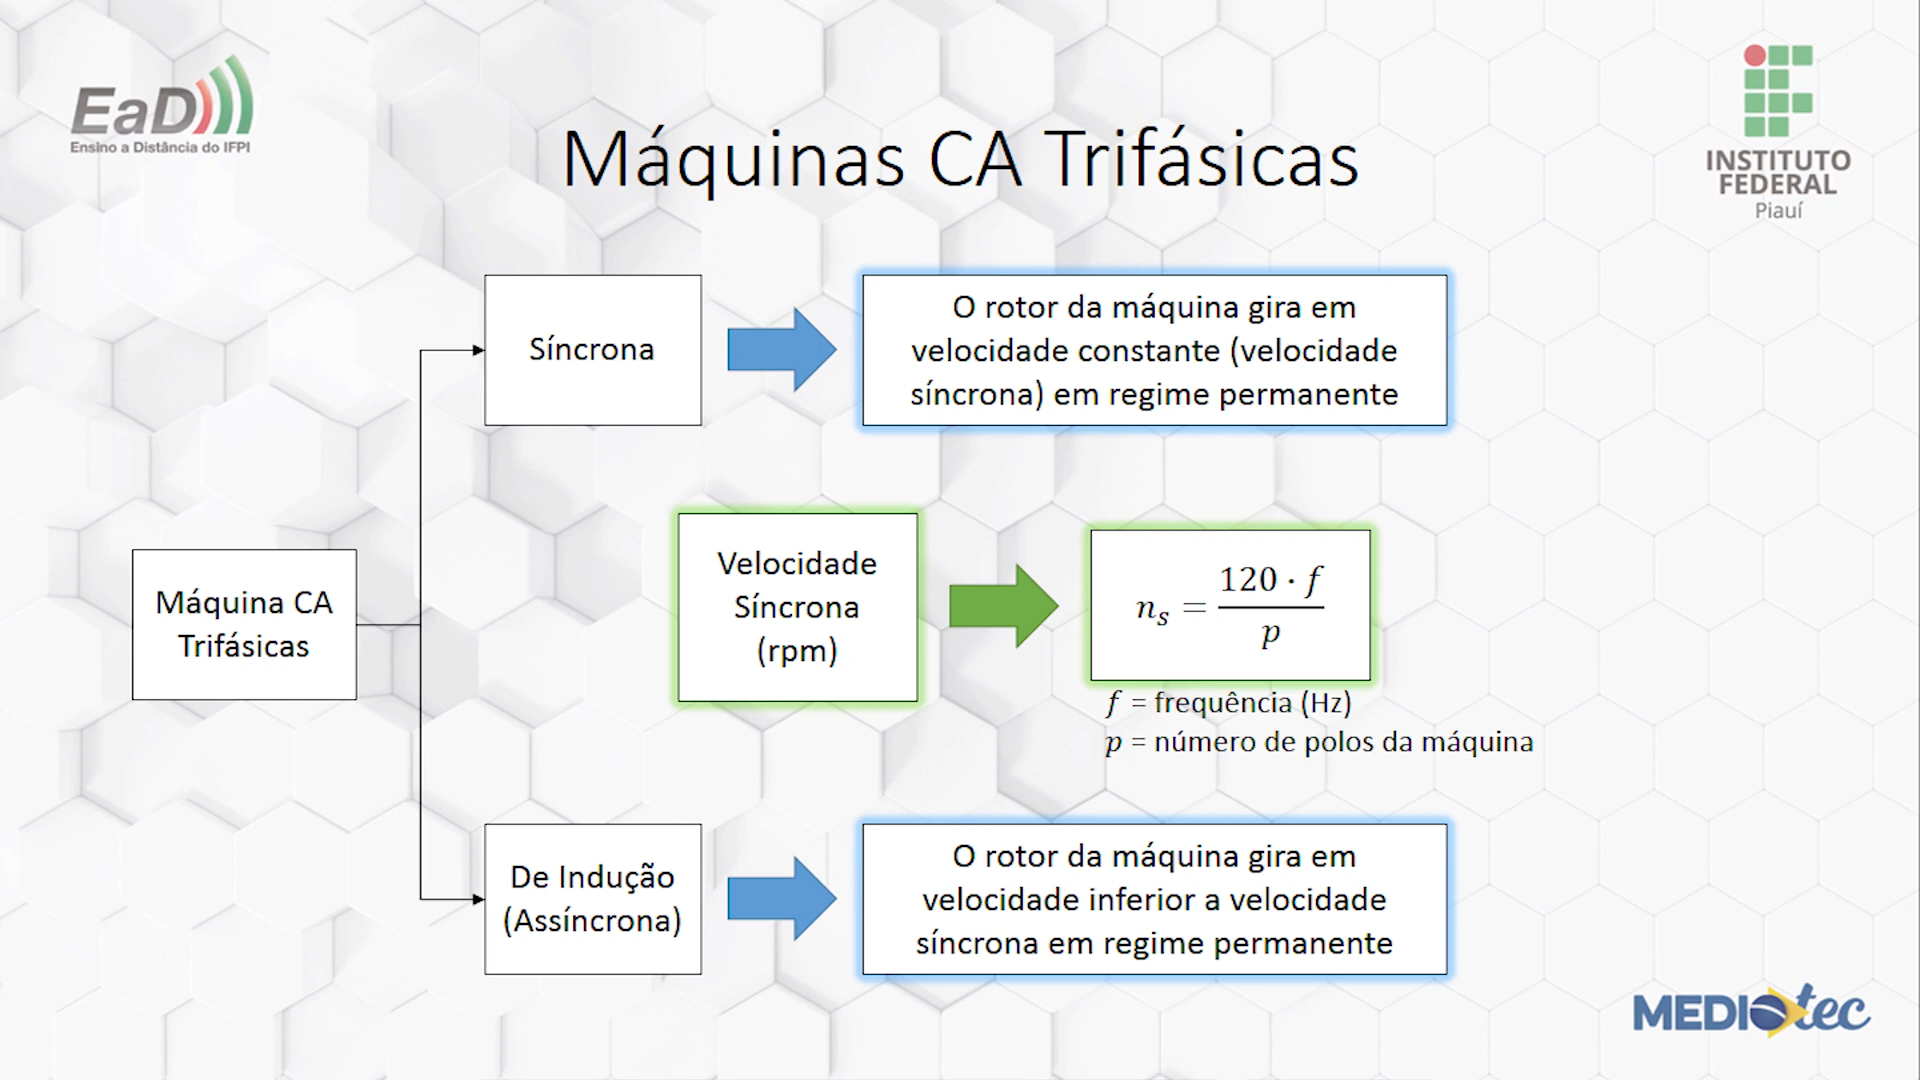 EaD
Ensino a Distância do IFPI
INSTITUTO
FEDERAL
Piauí
Máquinas CA Trifásicas
Síncrona
O rotor da máquina gira em
velocidade constante (velocidade
síncrona) em regime permanente
Máquina CA
Trifásicas
Velocidade
Síncrona
(rpm)
n_s = 120 · f / p
f = frequência (Hz)
p = número de polos da máquina
De Indução
(Assíncrona)
O rotor da máquina gira em
velocidade inferior a velocidade
síncrona em regime permanente
MEDIOtec